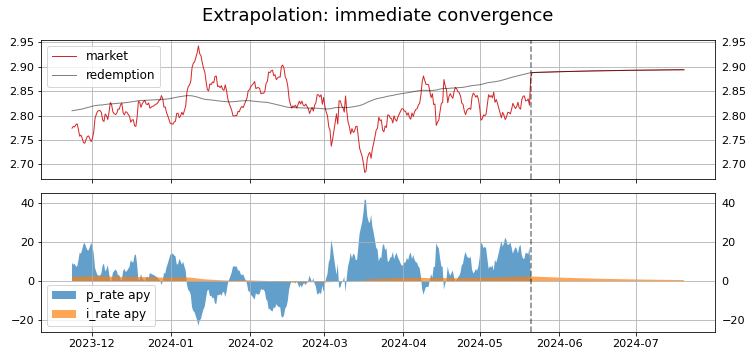 Extrapolation: immediate convergence
2.95 2.95
market
redemption
2.90 2.90
2.85 2.85
2.80 2.80
2.75 2.75
2.70 2.70
40 40
20 20
0 0
p_rate apy
i_rate apy
−20 −20
2023-12 2024-01 2024-02 2024-03 2024-04 2024-05 2024-06 2024-07